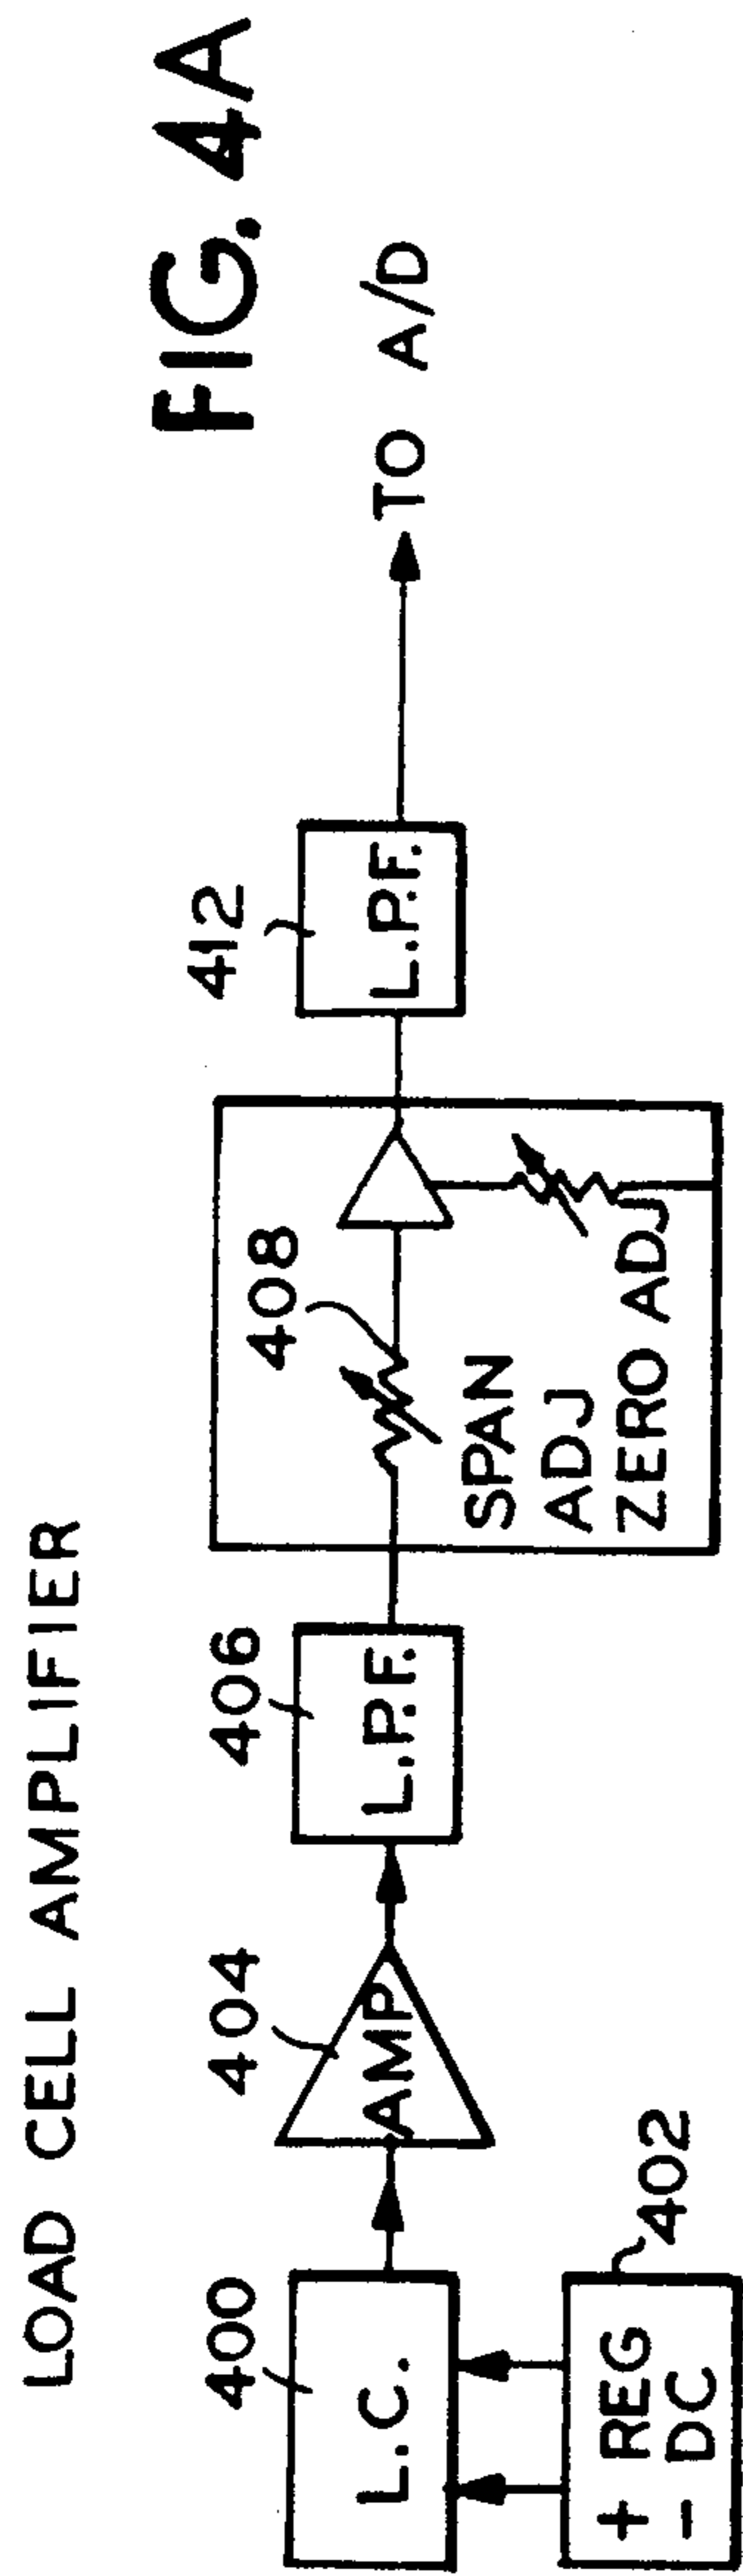 LOAD CELL AMPLIFIER
FIG. 4A
400
L.C.
+ REG
- DC
402
404
AMP
406
L.P.F.
408
SPAN
ADJ
ZERO ADJ
412
L.P.F.
TO A/D